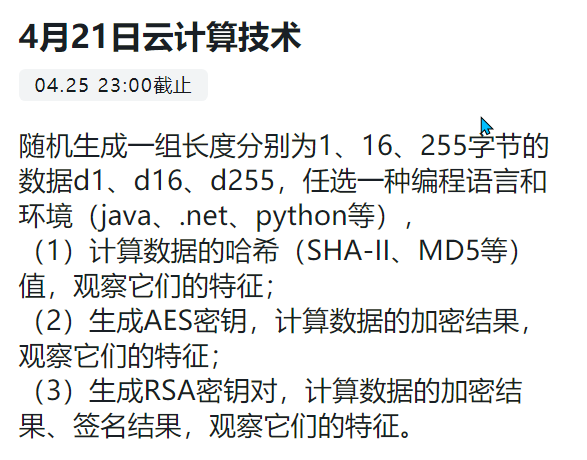 4月21日云计算技术
04.25 23:00截止
随机生成一组长度分别为1、16、255字节的
数据d1、d16、d255，任选一种编程语言和
环境（java、.net、python等），
（1）计算数据的哈希（SHA-II、MD5等）
值，观察它们的特征；
（2）生成AES密钥，计算数据的加密结果，
观察它们的特征；
（3）生成RSA密钥对，计算数据的加密结
果、签名结果，观察它们的特征。